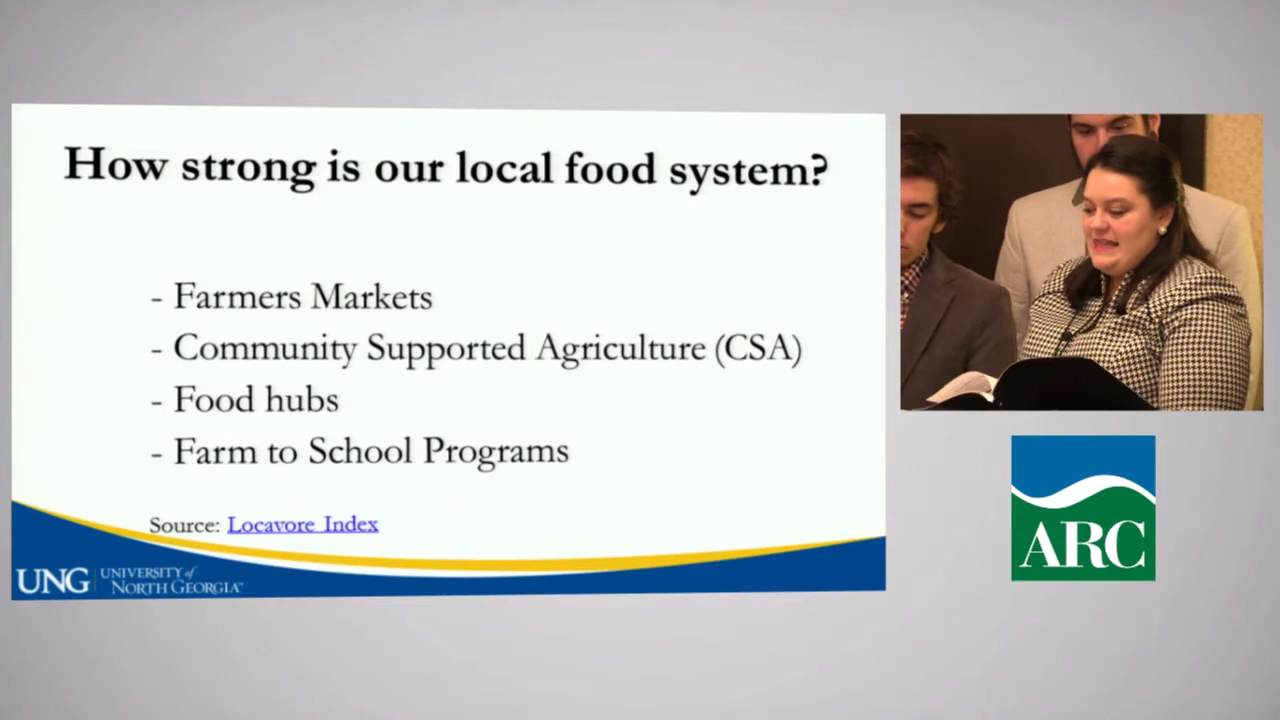 How strong is our local food system?
- Farmers Markets
- Community Supported Agriculture (CSA)
- Food hubs
- Farm to School Programs
Source: Locavore Index
UNG UNIVERSITY of
NORTH GEORGIA™
ARC